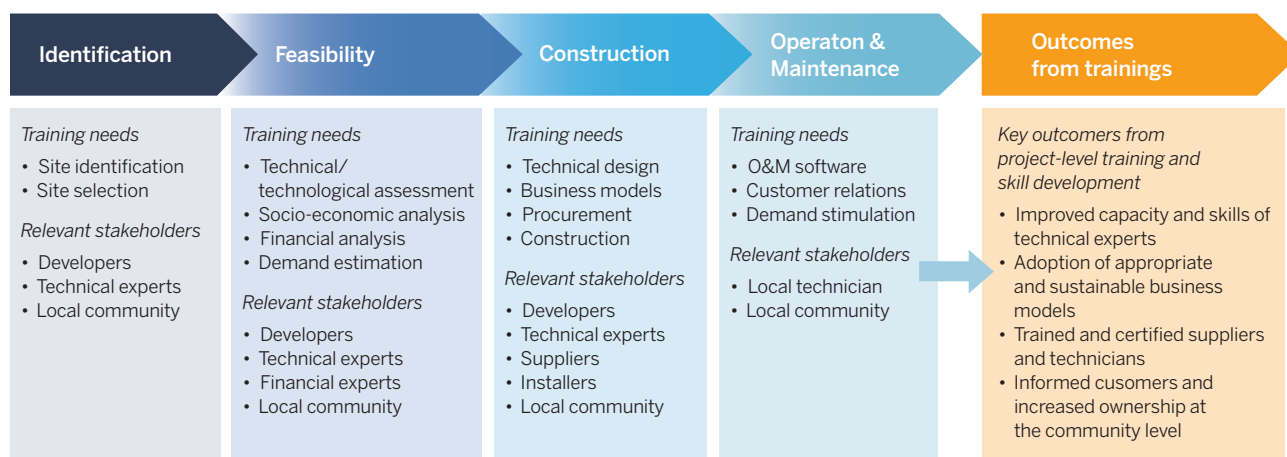 Identification
Feasibility
Construction
Operaton &
Maintenance
Outcomes
from trainings
Training needs
• Site identification
• Site selection
Relevant stakeholders
• Developers
• Technical experts
• Local community
Training needs
• Technical/
technological assessment
• Socio-economic analysis
• Financial analysis
• Demand estimation
Relevant stakeholders
• Developers
• Technical experts
• Financial experts
• Local community
Training needs
• Technical design
• Business models
• Procurement
• Construction
Relevant stakeholders
• Developers
• Technical experts
• Suppliers
• Installers
• Local community
Training needs
• O&M software
• Customer relations
• Demand stimulation
Relevant stakeholders
• Local technician
• Local community
Key outcomers from
project-level training and
skill development
• Improved capacity and skills of
technical experts
• Adoption of appropriate
and sustainable business
models
• Trained and certified suppliers
and technicians
• Informed cusomers and
increased ownership at
the community level